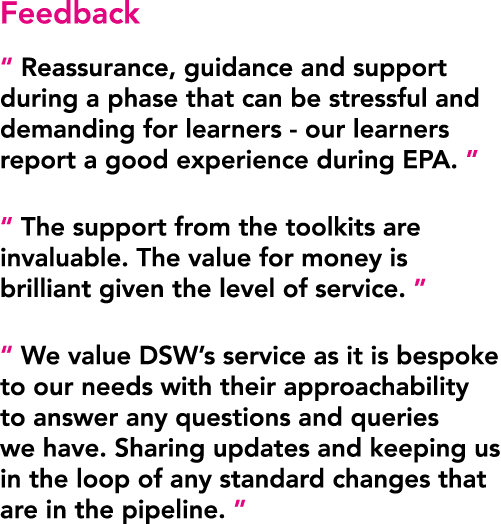 Feedback
“ Reassurance, guidance and support
during a phase that can be stressful and
demanding for learners - our learners
report a good experience during EPA. ”
“ The support from the toolkits are
invaluable. The value for money is
brilliant given the level of service. ”
“ We value DSW’s service as it is bespoke
to our needs with their approachability
to answer any questions and queries
we have. Sharing updates and keeping us
in the loop of any standard changes that
are in the pipeline. ”